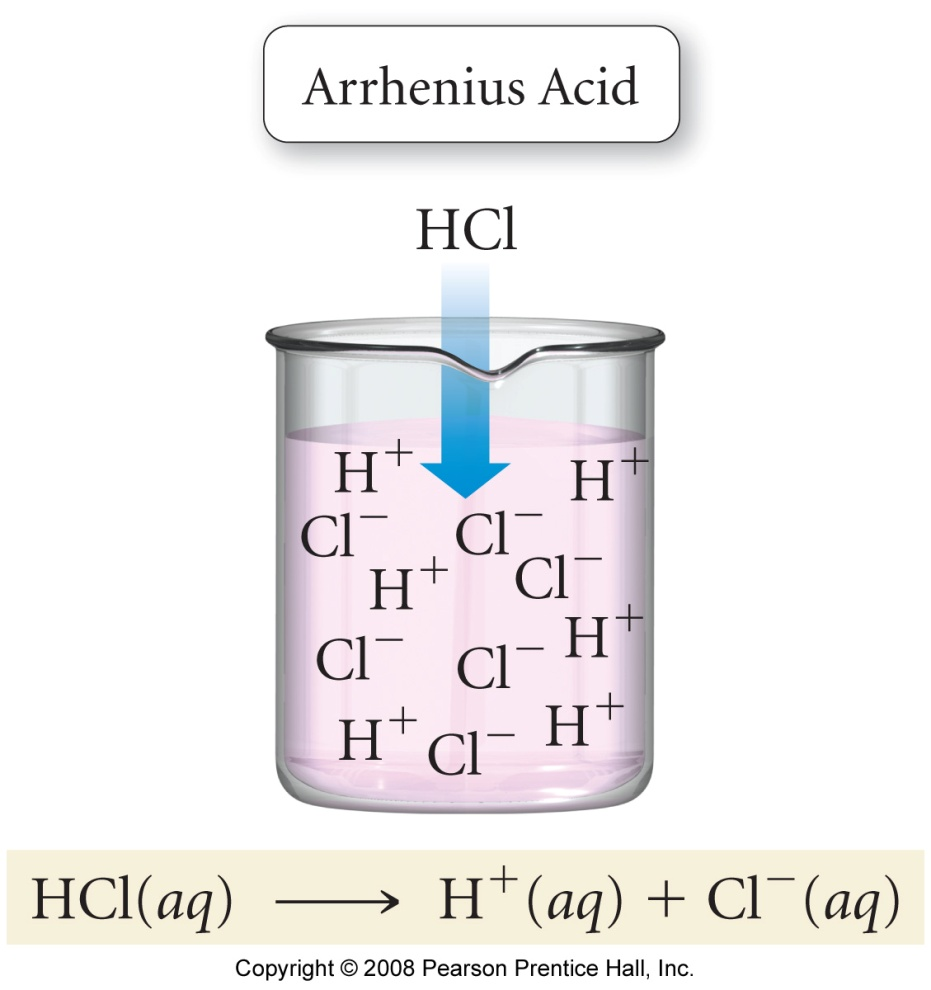 Arrhenius Acid
HCl
H⁺ H⁺
Cl⁻ Cl⁻
H⁺ Cl⁻
Cl⁻ Cl⁻ H⁺
H⁺ Cl⁻ H⁺
HCl(aq) ⟶ H⁺(aq) + Cl⁻(aq)
Copyright © 2008 Pearson Prentice Hall, Inc.